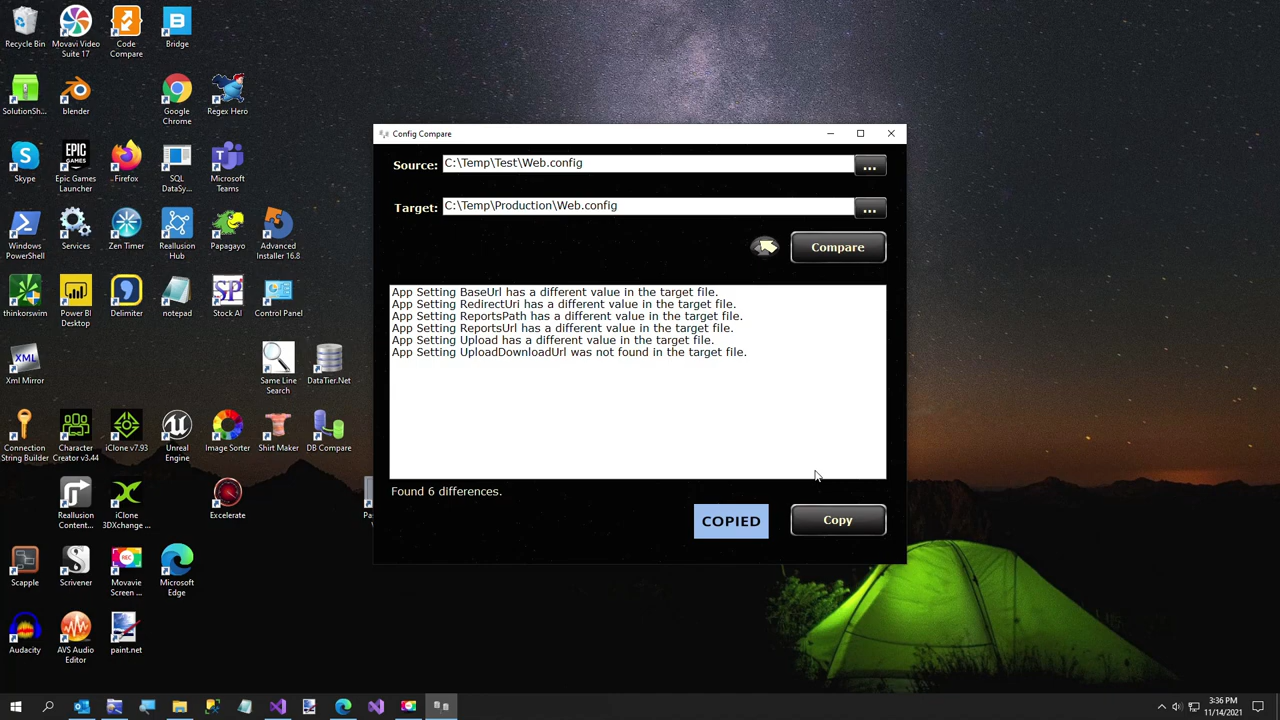 Recycle Bin
Movavi Video
Suite 17
Code
Compare
Bridge
SolutionSh...
blender
Google
Chrome
Regex Hero
Skype
Epic Games
Launcher
Firefox
SQL
DataSy...
Microsoft
Teams
Windows
PowerShell
Services
Zen Timer
Reallusion
Hub
Papagayo
Advanced
Installer 16.8
thinkorswim
Power BI
Desktop
Delimiter
notepad
Stock AI
Control Panel
XML
Xml Mirror
Same Line
Search
DataTier.Net
Connection
String Builder
Character
Creator v3.44
iClone v7.93
Unreal
Engine
Image Sorter
Shirt Maker
DB Compare
Reallusion
Content...
iClone
3DXchange ...
Excelerate
Scapple
Scrivener
Movavie
Screen ...
Microsoft
Edge
Audacity
AVS Audio
Editor
paint.net
Config Compare
Source: C:\Temp\Test\Web.config ...
Target: C:\Temp\Production\Web.config ...
Compare
App Setting BaseUrl has a different value in the target file.
App Setting RedirectUri has a different value in the target file.
App Setting ReportsPath has a different value in the target file.
App Setting ReportsUrl has a different value in the target file.
App Setting Upload has a different value in the target file.
App Setting UploadDownloadUrl was not found in the target file.
Found 6 differences.
COPIED
Copy
3:36 PM
11/14/2021